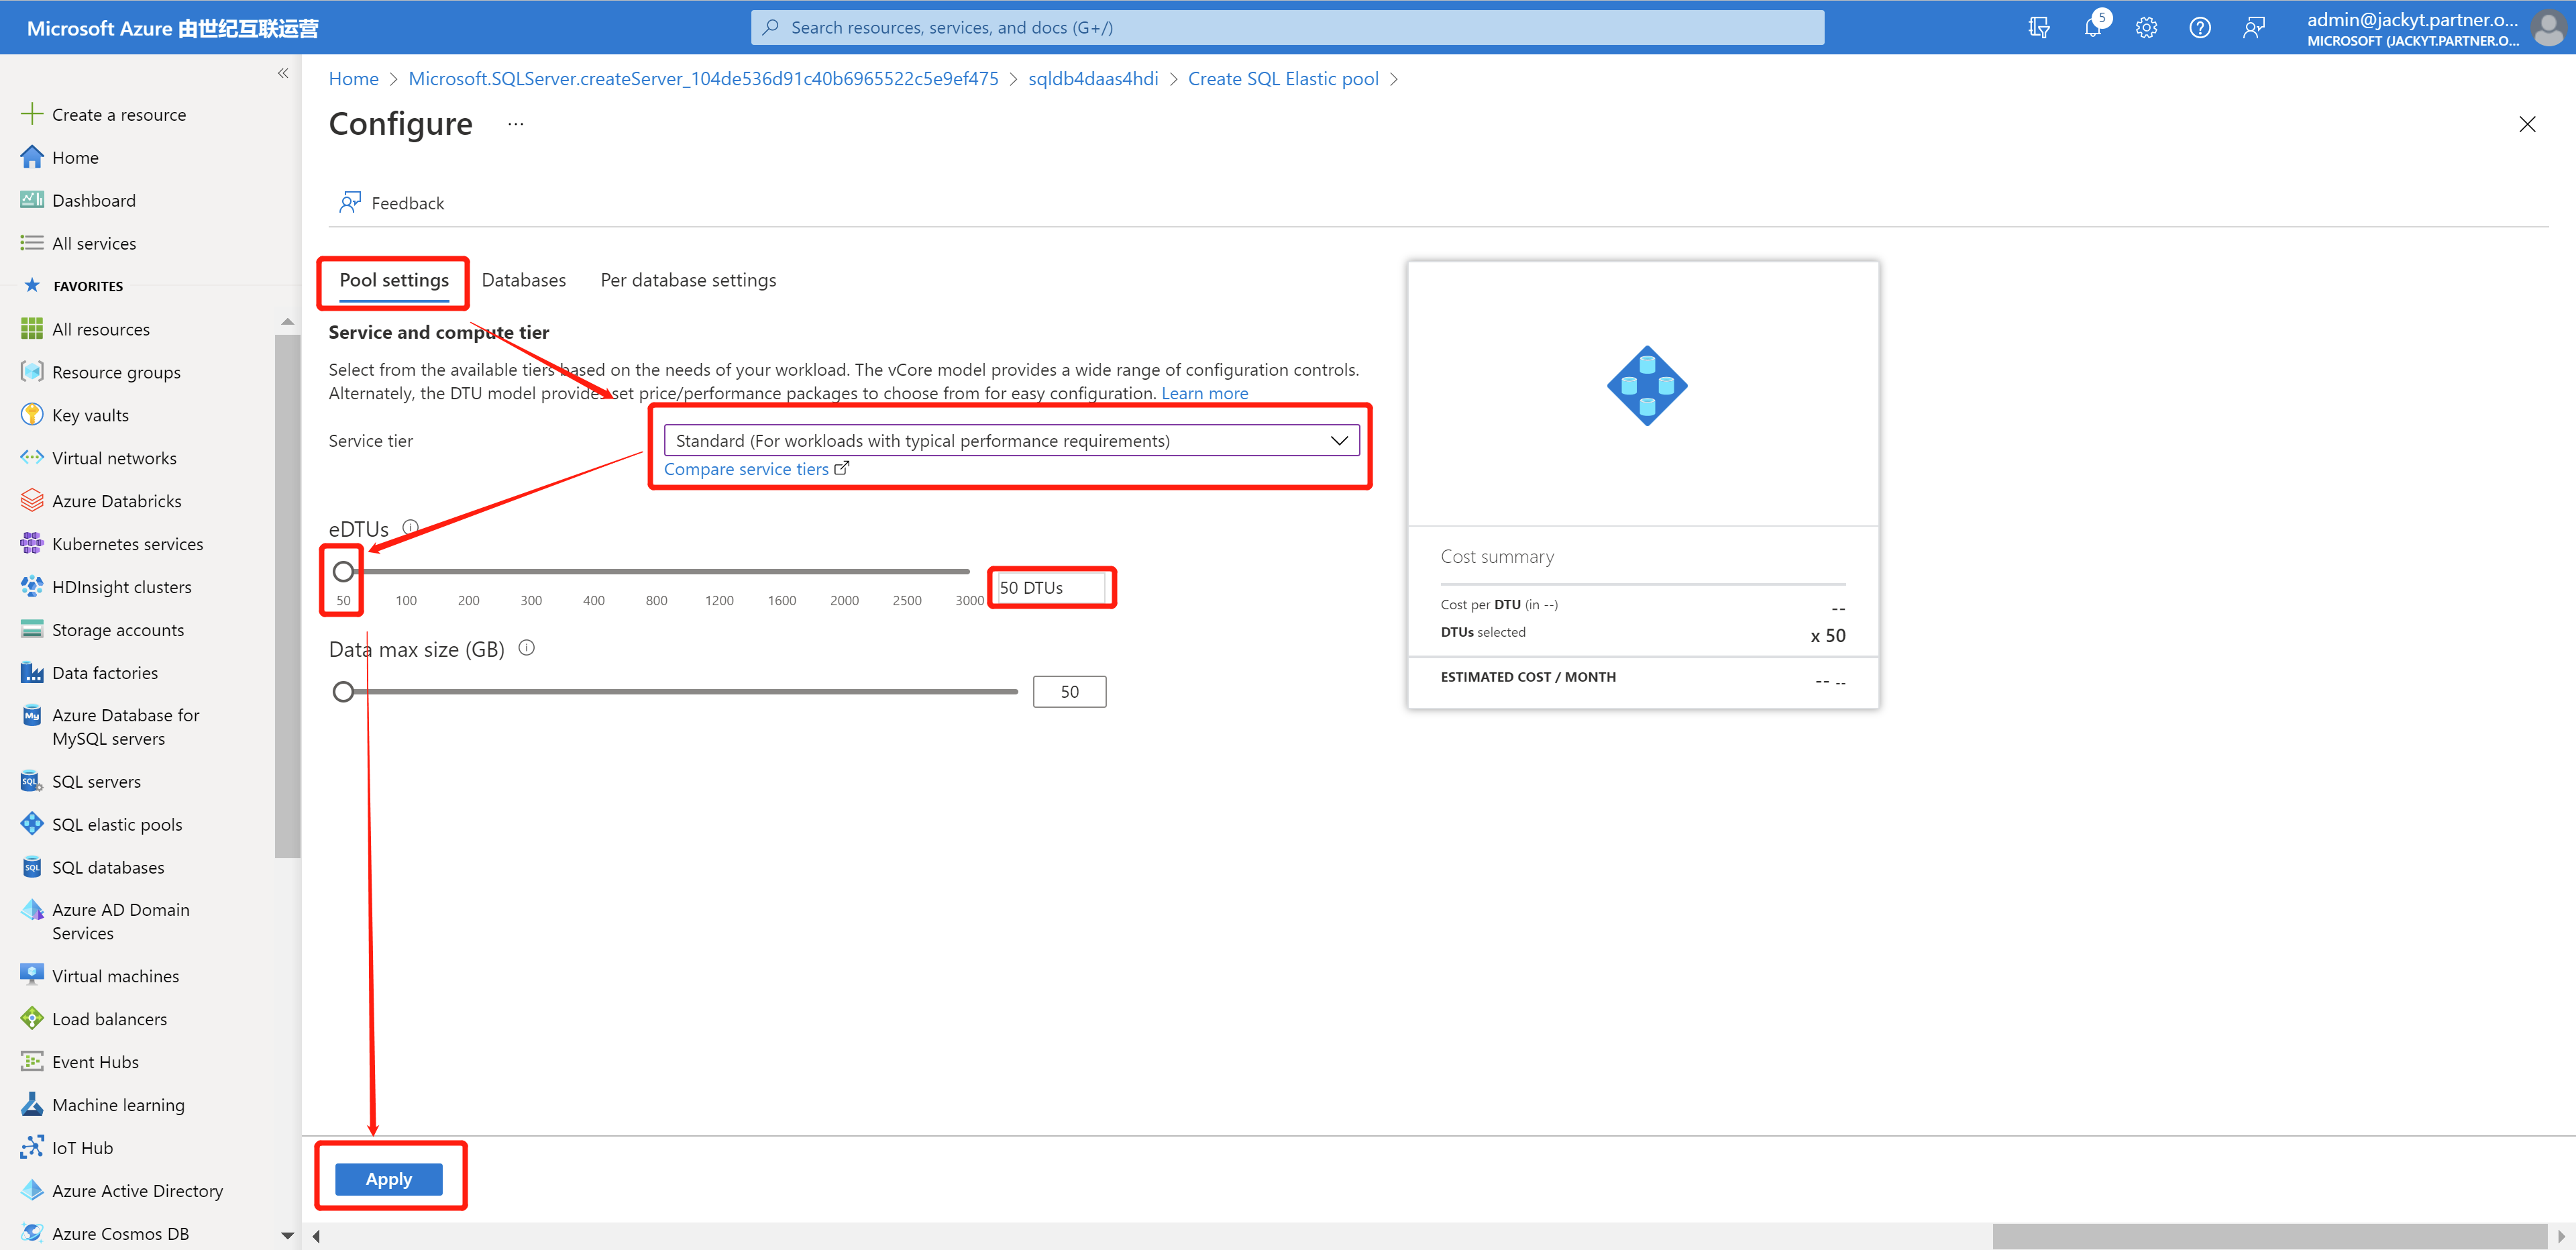 Microsoft Azure 由世纪互联运营
Search resources, services, and docs (G+/)
5
admin@jackyt.partner.o...
MICROSOFT (JACKYT.PARTNER.O...
«
Create a resource
Home
Dashboard
All services
FAVORITES
All resources
Resource groups
Key vaults
Virtual networks
Azure Databricks
Kubernetes services
HDInsight clusters
Storage accounts
Data factories
Azure Database for
MySQL servers
SQL servers
SQL elastic pools
SQL databases
Azure AD Domain
Services
Virtual machines
Load balancers
Event Hubs
Machine learning
IoT Hub
Azure Active Directory
Azure Cosmos DB
Home > Microsoft.SQLServer.createServer_104de536d91c40b6965522c5e9ef475 > sqldb4daas4hdi > Create SQL Elastic pool >
Configure ...
Feedback
Pool settings Databases Per database settings
Service and compute tier
Select from the available tiers based on the needs of your workload. The vCore model provides a wide range of configuration controls.
Alternately, the DTU model provides set price/performance packages to choose from for easy configuration. Learn more
Service tier
Standard (For workloads with typical performance requirements)
Compare service tiers
eDTUs
50 100 200 300 400 800 1200 1600 2000 2500 3000
50 DTUs
Data max size (GB)
50
Cost summary
Cost per DTU (in --) --
DTUs selected x 50
ESTIMATED COST / MONTH -- --
Apply